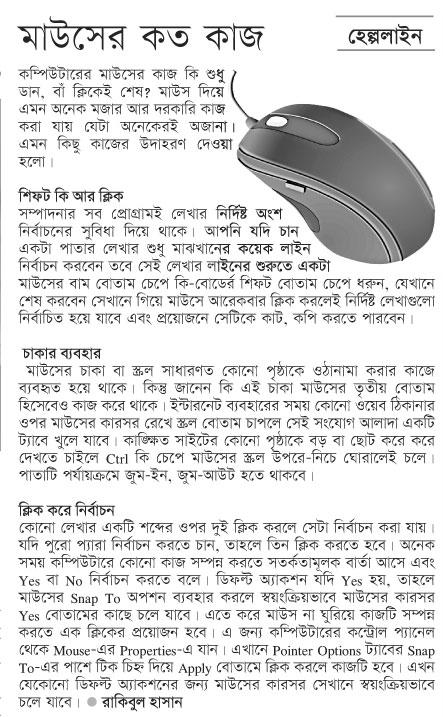 মাউসের কত কাজ
হেল্পলাইন
কম্পিউটারের মাউসের কাজ কি শুধু
ডান, বাঁ ক্লিকেই শেষ? মাউস দিয়ে
এমন অনেক মজার আর দরকারি কাজ
করা যায় যেটা অনেকেরই অজানা।
এমন কিছু কাজের উদাহরণ দেওয়া
হলো।
শিফট কি আর ক্লিক
সম্পাদনার সব প্রোগ্রামই লেখার নির্দিষ্ট অংশ
নির্বাচনের সুবিধা দিয়ে থাকে। আপনি যদি চান
একটা পাতার লেখার শুধু মাঝখানের কয়েক লাইন
নির্বাচন করবেন তবে সেই লেখার লাইনের শুরুতে একটা
মাউসের বাম বোতাম চেপে কি-বোর্ডের শিফট বোতাম চেপে ধরুন, যেখানে
শেষ করবেন সেখানে গিয়ে মাউসে আরেকবার ক্লিক করলেই নির্দিষ্ট লেখাগুলো
নির্বাচিত হয়ে যাবে এবং প্রয়োজনে সেটিকে কাট, কপি করতে পারবেন।
চাকার ব্যবহার
মাউসের চাকা বা স্ক্রল সাধারণত কোনো পৃষ্ঠাকে ওঠানামা করার কাজে
ব্যবহৃত হয়ে থাকে। কিন্তু জানেন কি এই চাকা মাউসের তৃতীয় বোতাম
হিসেবেও কাজ করে থাকে। ইন্টারনেট ব্যবহারের সময় কোনো ওয়েব ঠিকানার
ওপর মাউসের কারসর রেখে স্ক্রল বোতাম চাপলে সেই সংযোগ আলাদা একটি
ট্যাবে খুলে যাবে। কাঙ্ক্ষিত সাইটের কোনো পৃষ্ঠাকে বড় বা ছোট করে করে
দেখতে চাইলে Ctrl কি চেপে মাউসের স্ক্রল উপরে-নিচে ঘোরালেই চলে।
পাতাটি পর্যায়ক্রমে জুম-ইন, জুম-আউট হতে থাকবে।
ক্লিক করে নির্বাচন
কোনো লেখার একটি শব্দের ওপর দুই ক্লিক করলে সেটা নির্বাচন করা যায়।
যদি পুরো প্যারা নির্বাচন করতে চান, তাহলে তিন ক্লিক করতে হবে। অনেক
সময় কম্পিউটারে কোনো কাজ সম্পন্ন করতে সতর্কতামূলক বার্তা আসে এবং
Yes বা No নির্বাচন করতে বলে। ডিফল্ট অ্যাকশন যদি Yes হয়, তাহলে
মাউসের Snap To অপশন ব্যবহার করলে স্বয়ংক্রিয়ভাবে মাউসের কারসর
Yes বোতামের কাছে চলে যাবে। এতে করে মাউস না ঘুরিয়ে কাজটি সম্পন্ন
করতে এক ক্লিকের প্রয়োজন হবে। এ জন্য কম্পিউটারের কন্ট্রোল প্যানেল
থেকে Mouse-এর Properties-এ যান। এখানে Pointer Options ট্যাবের Snap
To-এর পাশে টিক চিহ্ন দিয়ে Apply বোতামে ক্লিক করলে কাজটি হবে। এখন
যেকোনো ডিফল্ট অ্যাকশনের জন্য মাউসের কারসর সেখানে স্বয়ংক্রিয়ভাবে
চলে যাবে। ● রাকিবুল হাসান